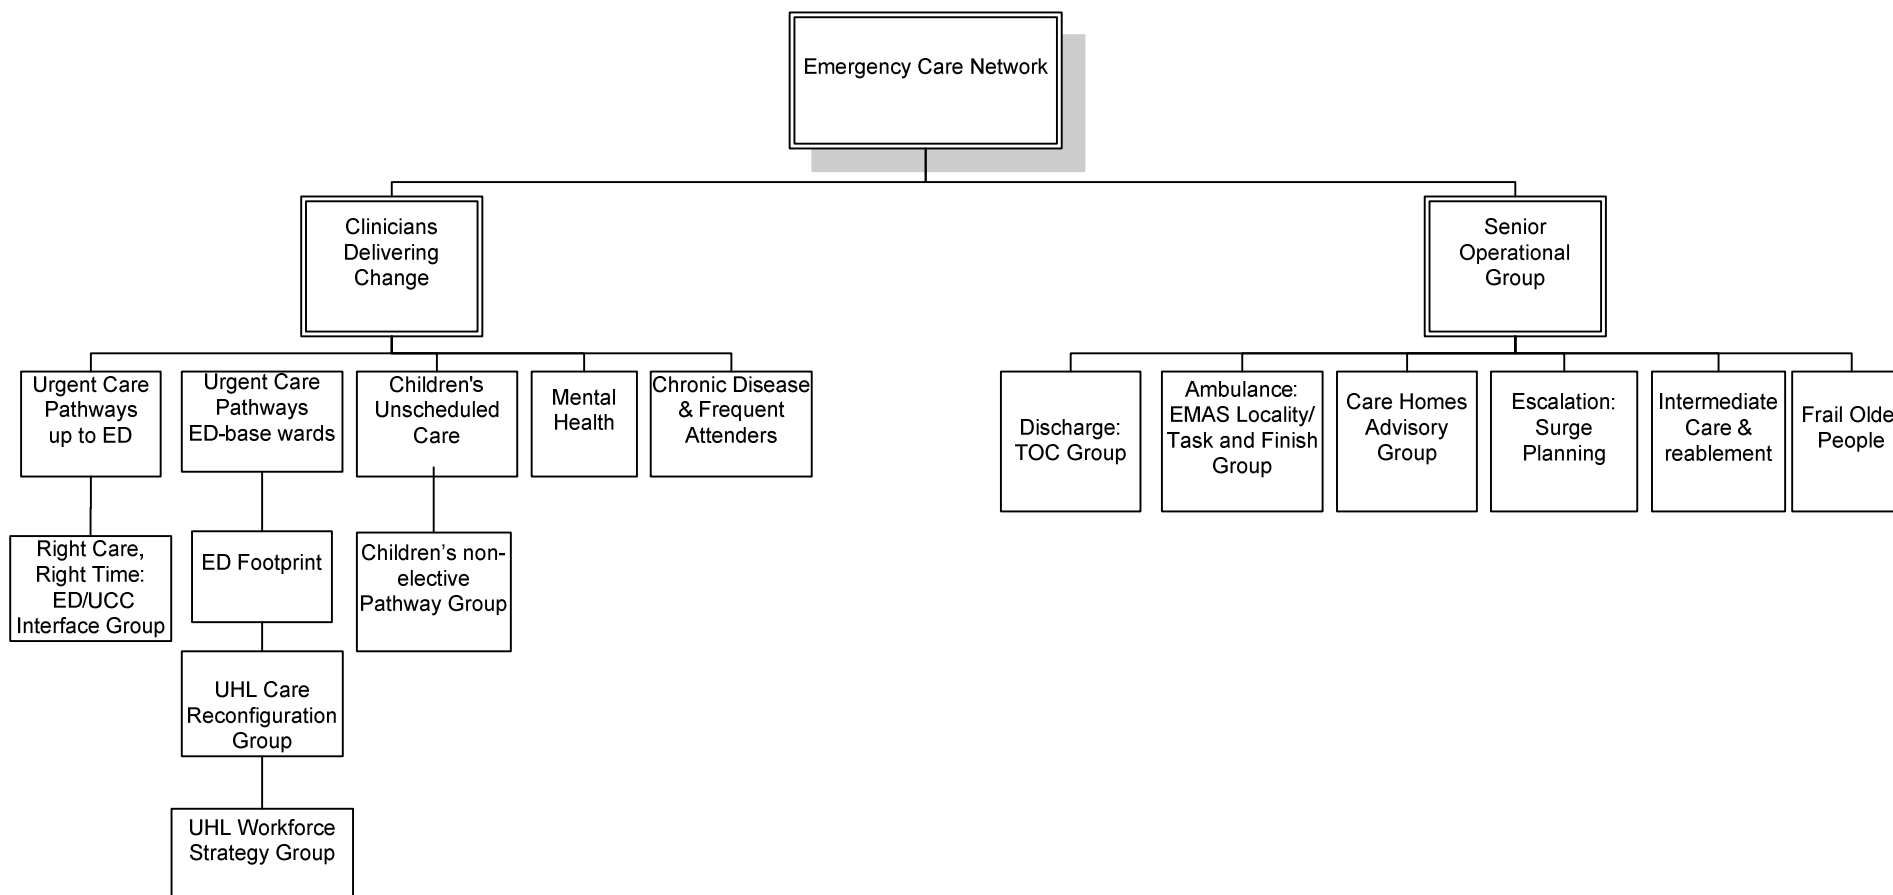 Emergency Care Network
Clinicians
Delivering
Change
Senior
Operational
Group
Urgent Care
Pathways
up to ED
Urgent Care
Pathways
ED-base wards
Children's
Unscheduled
Care
Mental
Health
Chronic Disease
& Frequent
Attenders
Discharge:
TOC Group
Ambulance:
EMAS Locality/
Task and Finish
Group
Care Homes
Advisory
Group
Escalation:
Surge
Planning
Intermediate
Care &
reablement
Frail Olde
People
Right Care,
Right Time:
ED/UCC
Interface Group
ED Footprint
Children’s non-
elective
Pathway Group
UHL Care
Reconfiguration
Group
UHL Workforce
Strategy Group